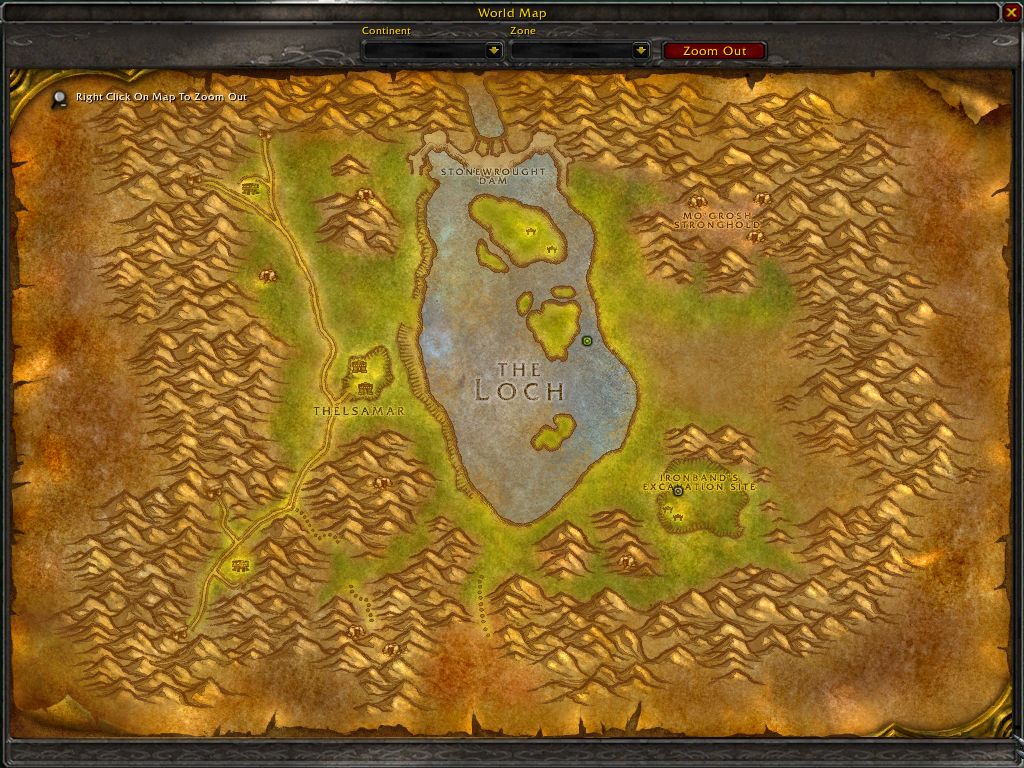 World Map
Continent
Zone
Zoom Out
Right Click On Map To Zoom Out
STONEWROUGHT
DAM
MO'GROSH
STRONGHOLD
THE
LOCH
THELSAMAR
IRONBAND'S
EXCAVATION SITE